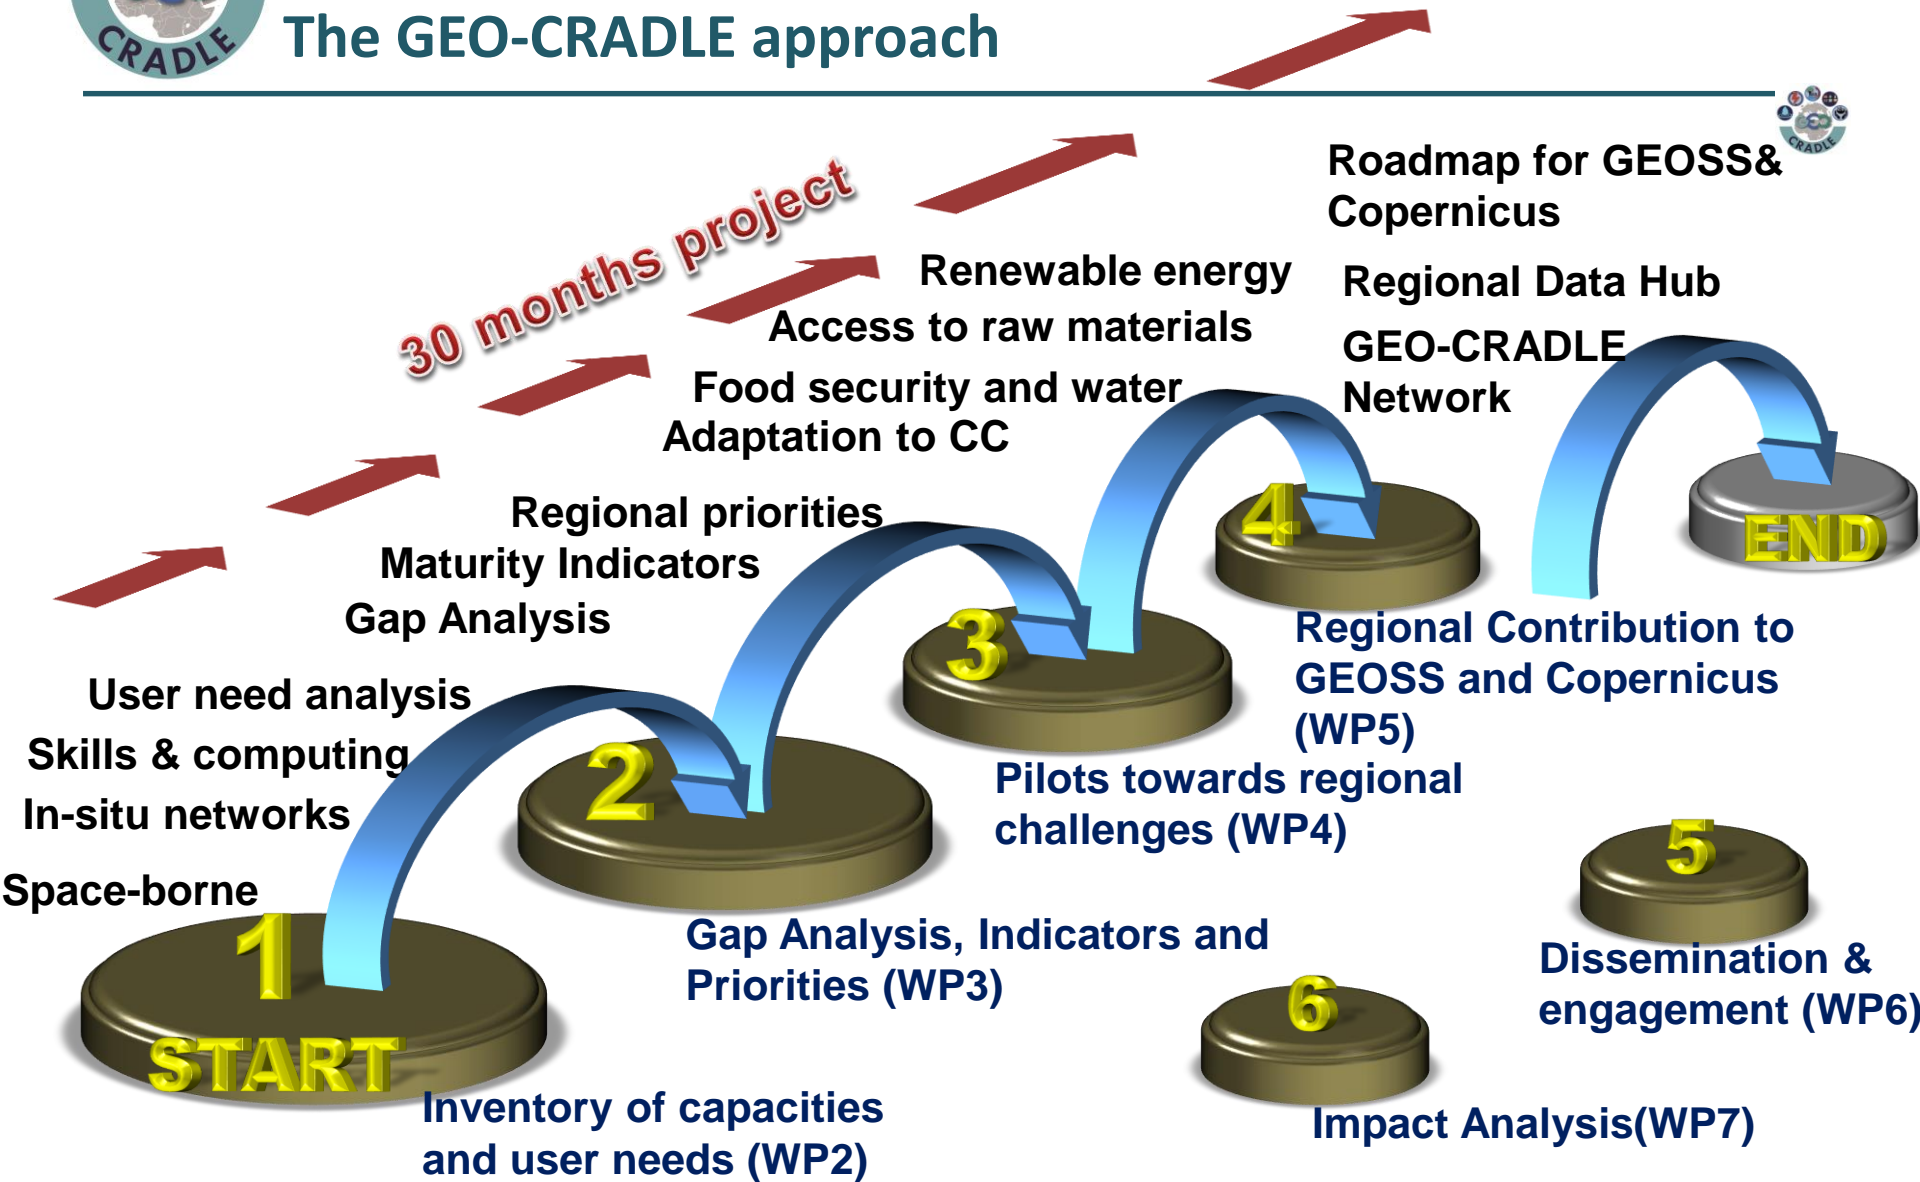 CRADLE
The GEO-CRADLE approach
GEO
CRADLE
30 months project
Roadmap for GEOSS&
Copernicus
Regional Data Hub
GEO-CRADLE
Network
Renewable energy
Access to raw materials
Food security and water
Adaptation to CC
Regional priorities
Maturity Indicators
Gap Analysis
User need analysis
Skills & computing
In-situ networks
Space-borne
1
START
Inventory of capacities
and user needs (WP2)
2
Gap Analysis, Indicators and
Priorities (WP3)
3
Pilots towards regional
challenges (WP4)
4
Regional Contribution to
GEOSS and Copernicus
(WP5)
END
5
Dissemination &
engagement (WP6)
6
Impact Analysis(WP7)